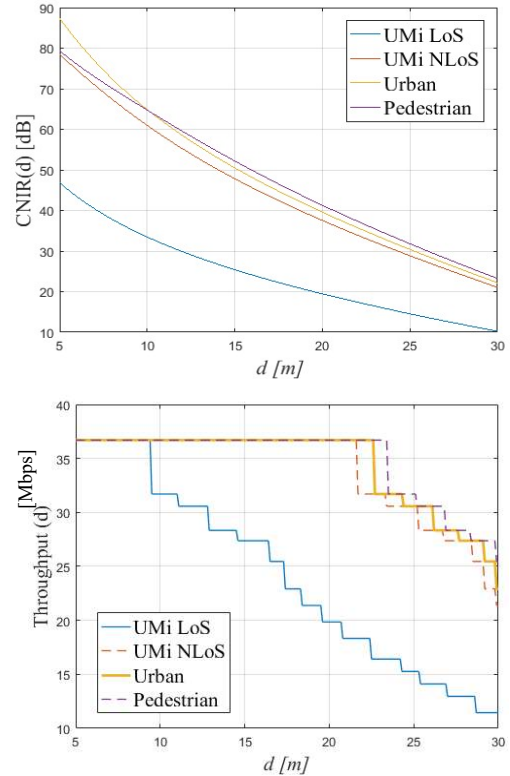 90
80
70
60
50
40
30
20
10
CNIR(d) [dB]
UMi LoS
UMi NLoS
Urban
Pedestrian
5 10 15 20 25 30
d [m]
40
35
30
25
20
15
10
Throughput (d) [Mbps]
UMi LoS
UMi NLoS
Urban
Pedestrian
5 10 15 20 25 30
d [m]